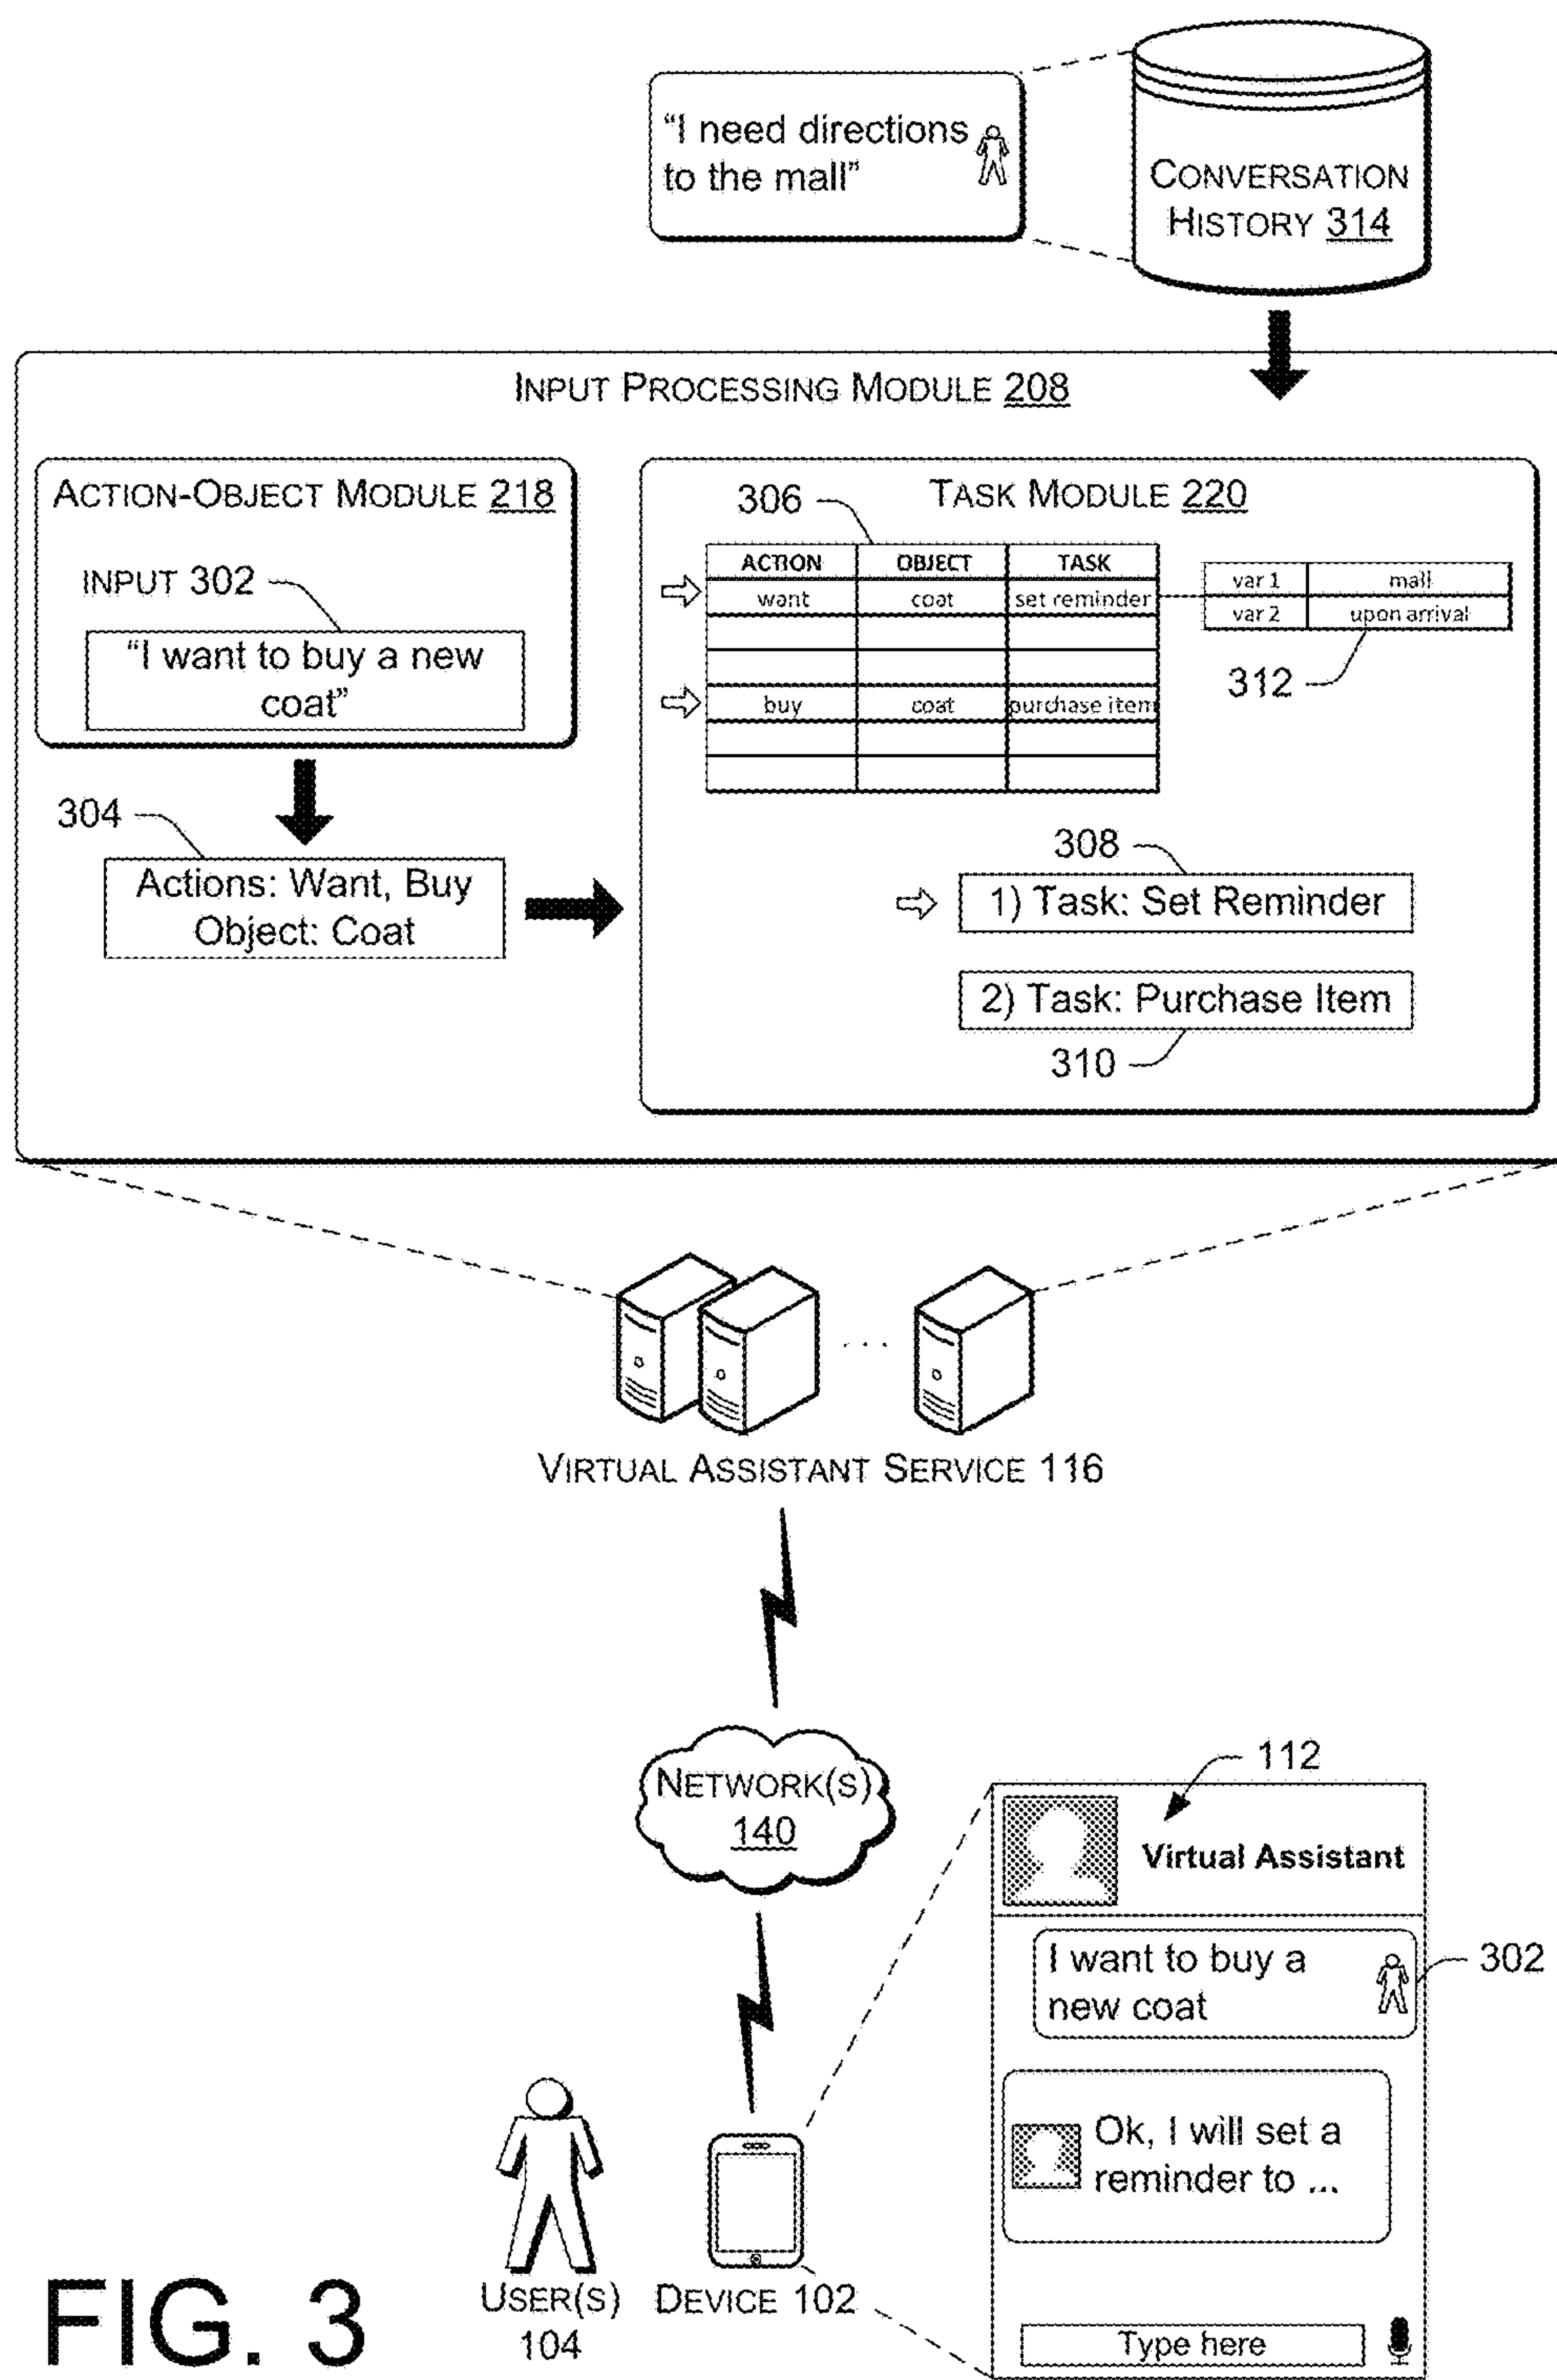 “I need directions
to the mall”
CONVERSATION
HISTORY 314
INPUT PROCESSING MODULE 208
ACTION-OBJECT MODULE 218
INPUT 302
“I want to buy a new
coat”
304
Actions: Want, Buy
Object: Coat
306
TASK MODULE 220
ACTION OBJECT TASK
want coat set reminder
buy coat purchase item
var 1 mall
var 2 upon arrival
312
308
1) Task: Set Reminder
2) Task: Purchase Item
310
...
VIRTUAL ASSISTANT SERVICE 116
NETWORK(S)
140
112
Virtual Assistant
I want to buy a
new coat
302
Ok, I will set a
reminder to ...
Type here
USER(S)
104
DEVICE 102
FIG. 3